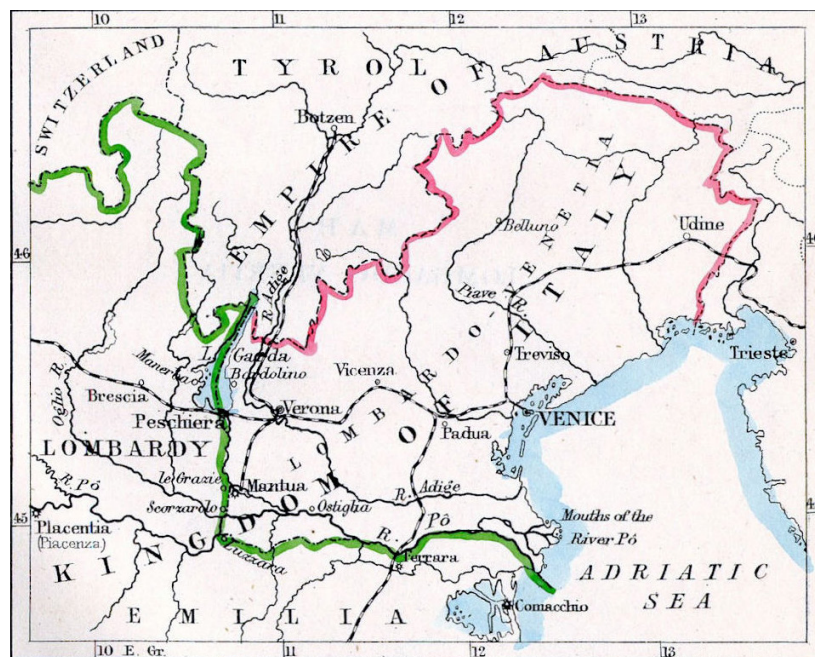 10 11 12 13
SWITZERLAND
TYROL
EMPIRE OF AUSTRIA
Botzen
Belluno
Udine
46
R. Adige
Piave R.
L. Garda
Bardolino
Vicenza
Treviso
Trieste
Oglio R.
Brescia
Peschiera
Verona
Padua
VENICE
LOMBARDY
LOMBARDO-VENETIA
KINGDOM OF ITALY
R. Pô
le Grazie
Mantua
R. Adige
Scorzarolo
Ostiglia
45
Placentia
(Piacenza)
R. Pô
Mouths of the
River Pô
Luzzara
Ferrara
ADRIATIC
SEA
EMILIA
Comacchio
10 E. Gr. 11 12 13